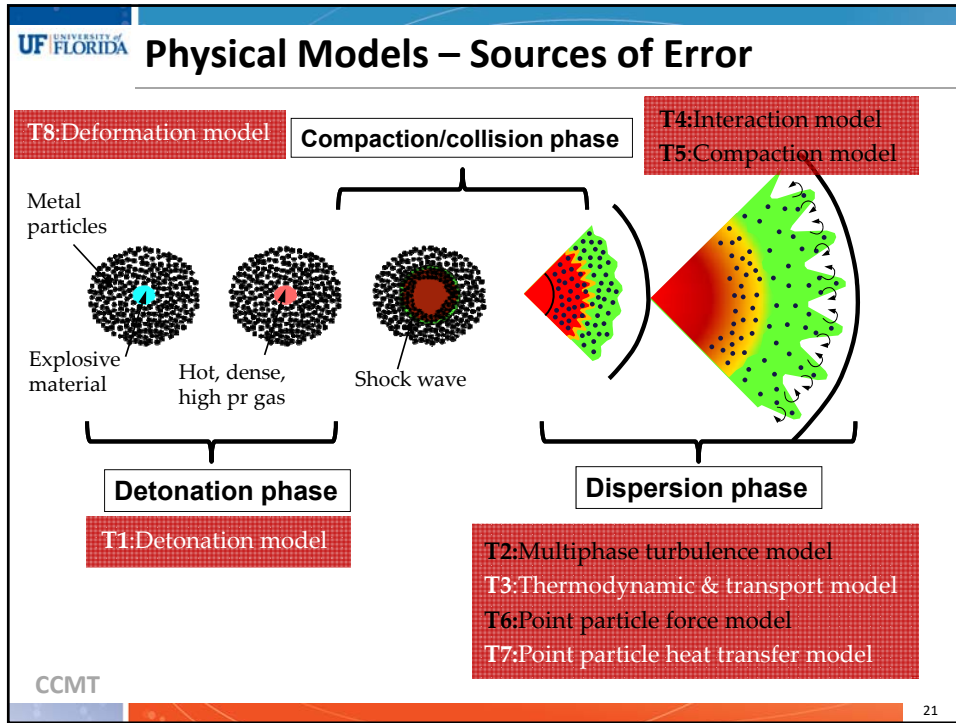 UF UNIVERSITY of FLORIDA
Physical Models – Sources of Error
T8:Deformation model
Compaction/collision phase
T4:Interaction model
T5:Compaction model
Metal
particles
Explosive
material
Hot, dense,
high pr gas
Shock wave
Detonation phase
Dispersion phase
T1:Detonation model
T2:Multiphase turbulence model
T3:Thermodynamic & transport model
T6:Point particle force model
T7:Point particle heat transfer model
CCMT
21